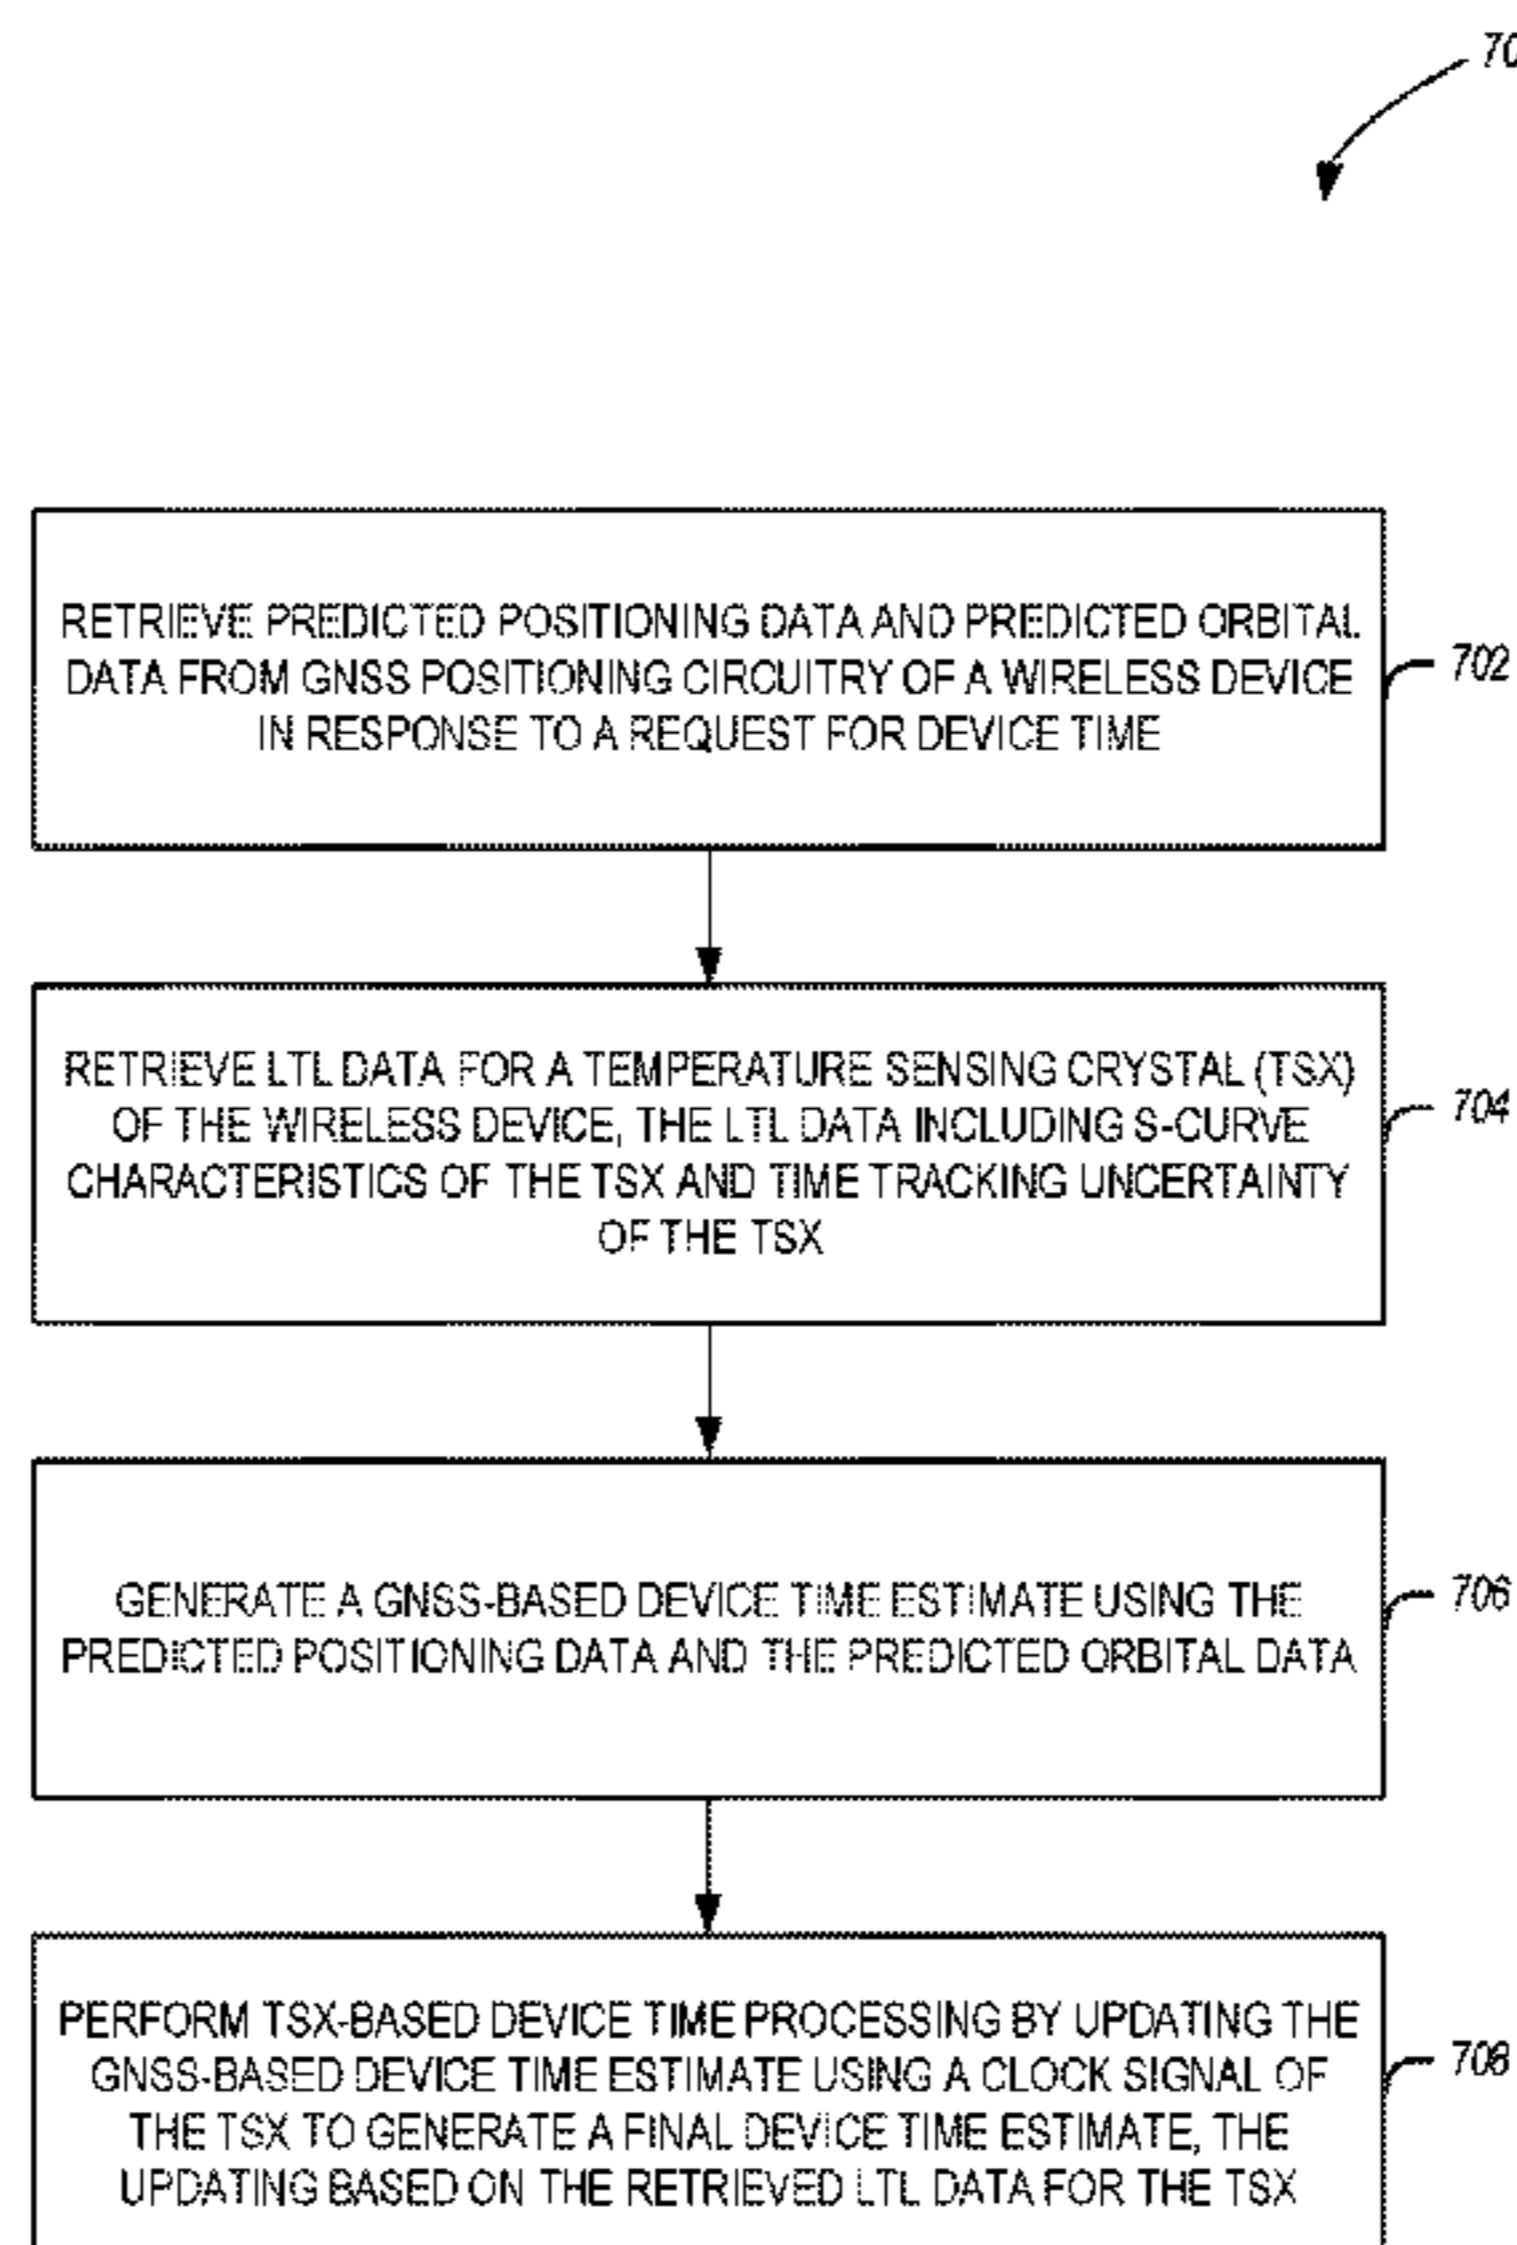 70
RETRIEVE PREDICTED POSITIONING DATA AND PREDICTED ORBITAL
DATA FROM GNSS POSITIONING CIRCUITRY OF A WIRELESS DEVICE
IN RESPONSE TO A REQUEST FOR DEVICE TIME
702
RETRIEVE LTL DATA FOR A TEMPERATURE SENSING CRYSTAL (TSX)
OF THE WIRELESS DEVICE, THE LTL DATA INCLUDING S-CURVE
CHARACTERISTICS OF THE TSX AND TIME TRACKING UNCERTAINTY
OF THE TSX
704
GENERATE A GNSS-BASED DEVICE TIME ESTIMATE USING THE
PREDICTED POSITIONING DATA AND THE PREDICTED ORBITAL DATA
706
PERFORM TSX-BASED DEVICE TIME PROCESSING BY UPDATING THE
GNSS-BASED DEVICE TIME ESTIMATE USING A CLOCK SIGNAL OF
THE TSX TO GENERATE A FINAL DEVICE TIME ESTIMATE, THE
UPDATING BASED ON THE RETRIEVED LTL DATA FOR THE TSX
708